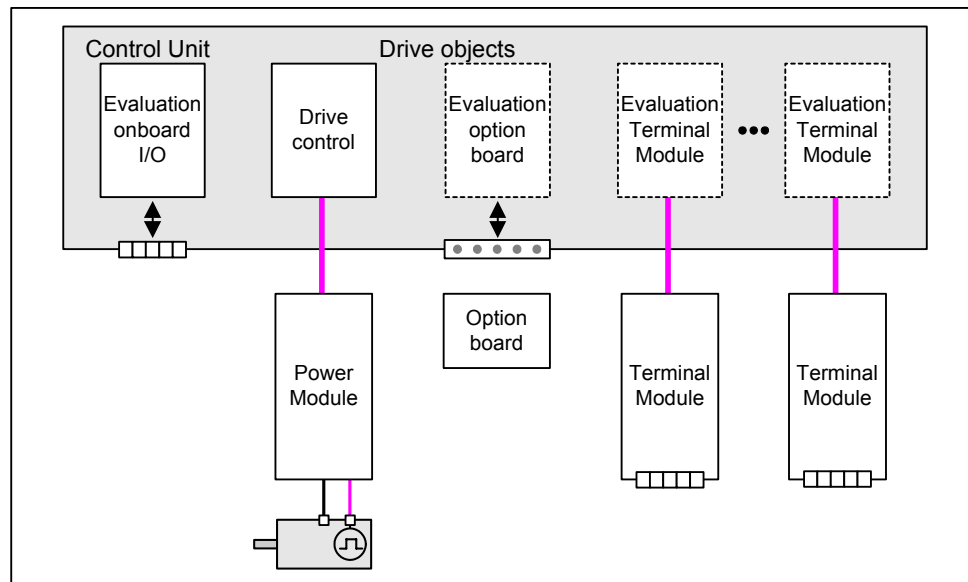 Control Unit
Drive objects
Evaluation
onboard
I/O
Drive
control
Evaluation
option
board
Evaluation
Terminal
Module
Evaluation
Terminal
Module
Power
Module
Option
board
Terminal
Module
Terminal
Module